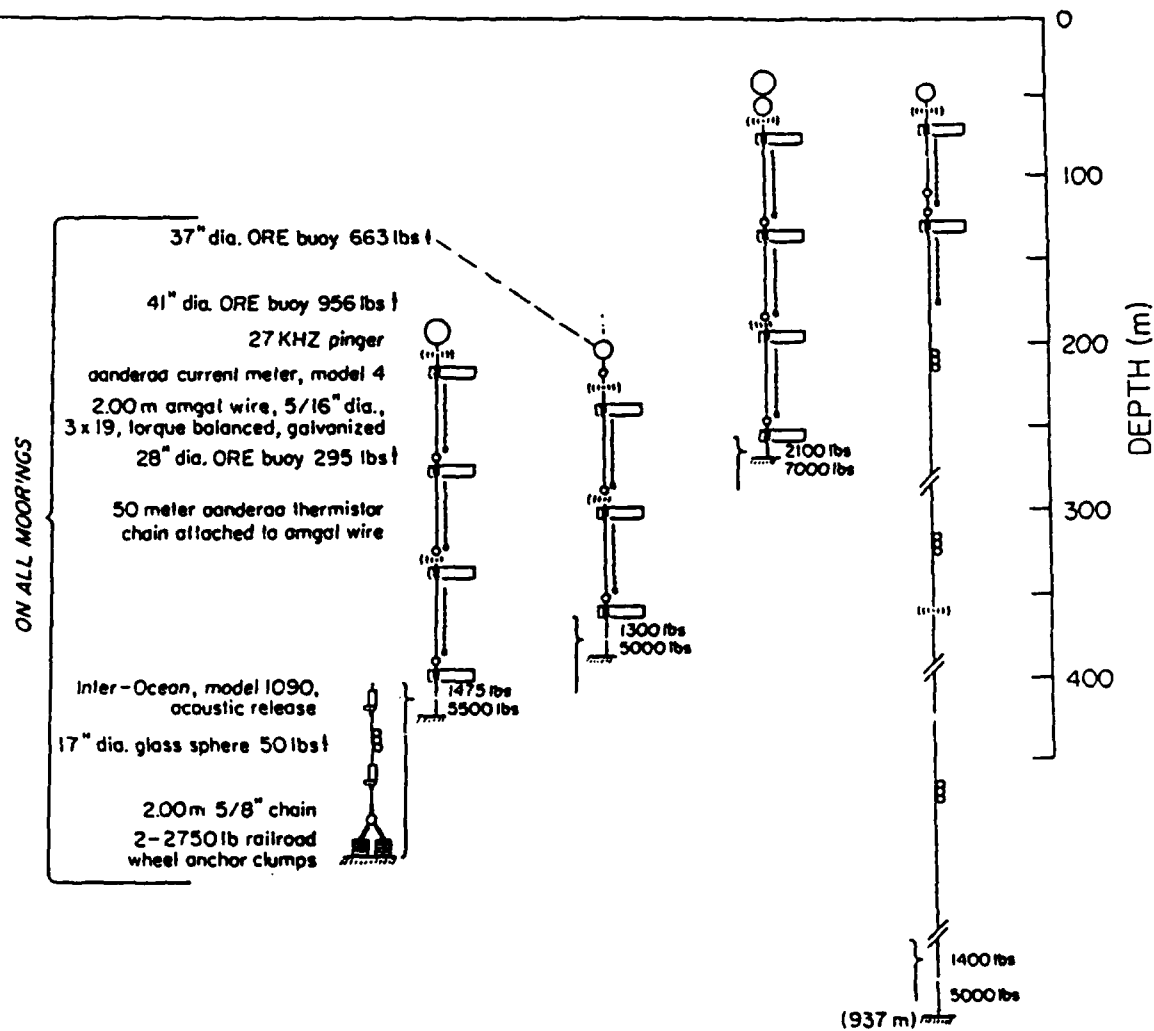 0
100
200
300
400
DEPTH (m)
ON ALL MOORINGS
37" dia. ORE buoy 663 lbs ↑
41" dia. ORE buoy 956 lbs ↑
27 KHZ pinger
aanderaa current meter, model 4
2.00 m amgal wire, 5/16" dia.,
3 x 19, torque balanced, galvanized
28" dia. ORE buoy 295 lbs ↑
50 meter aanderaa thermistor
chain attached to amgal wire
Inter-Ocean, model 1090,
acoustic release
17" dia. glass sphere 50 lbs ↑
2.00 m 5/8" chain
2-2750 lb railroad
wheel anchor clumps
1475 lbs
5500 lbs
1300 lbs
5000 lbs
2100 lbs
7000 lbs
1400 lbs
5000 lbs
(937 m)